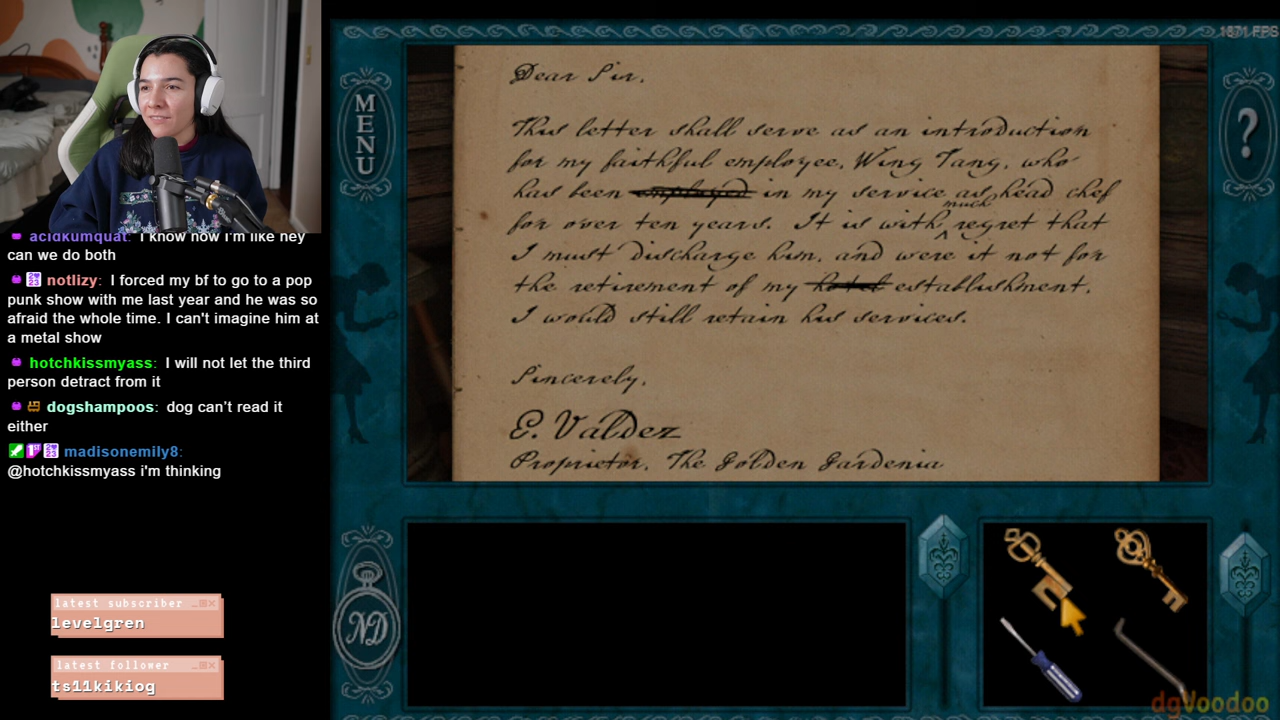 1871 FPS
MENU
?
Dear Sir,
This letter shall serve as an introduction
for my faithful employee, Wing Tang, who
has been employed in my service as head chef
much
for over ten years. It is with ^ regret that
I must discharge him, and were it not for
the retirement of my hotel establishment,
I would still retain his services.
Sincerely,
E. Valdez
Proprietor, The Golden Gardenia
acidkumquat: I know now I'm like hey
can we do both
notlizy: I forced my bf to go to a pop
punk show with me last year and he was so
afraid the whole time. I can't imagine him at
a metal show
hotchkissmyass: I will not let the third
person detract from it
dogshampoos: dog can't read it
either
madisonemily8:
@hotchkissmyass i'm thinking
latest subscriber
levelgren
latest follower
ts11kikiog
ND
dgVoodoo